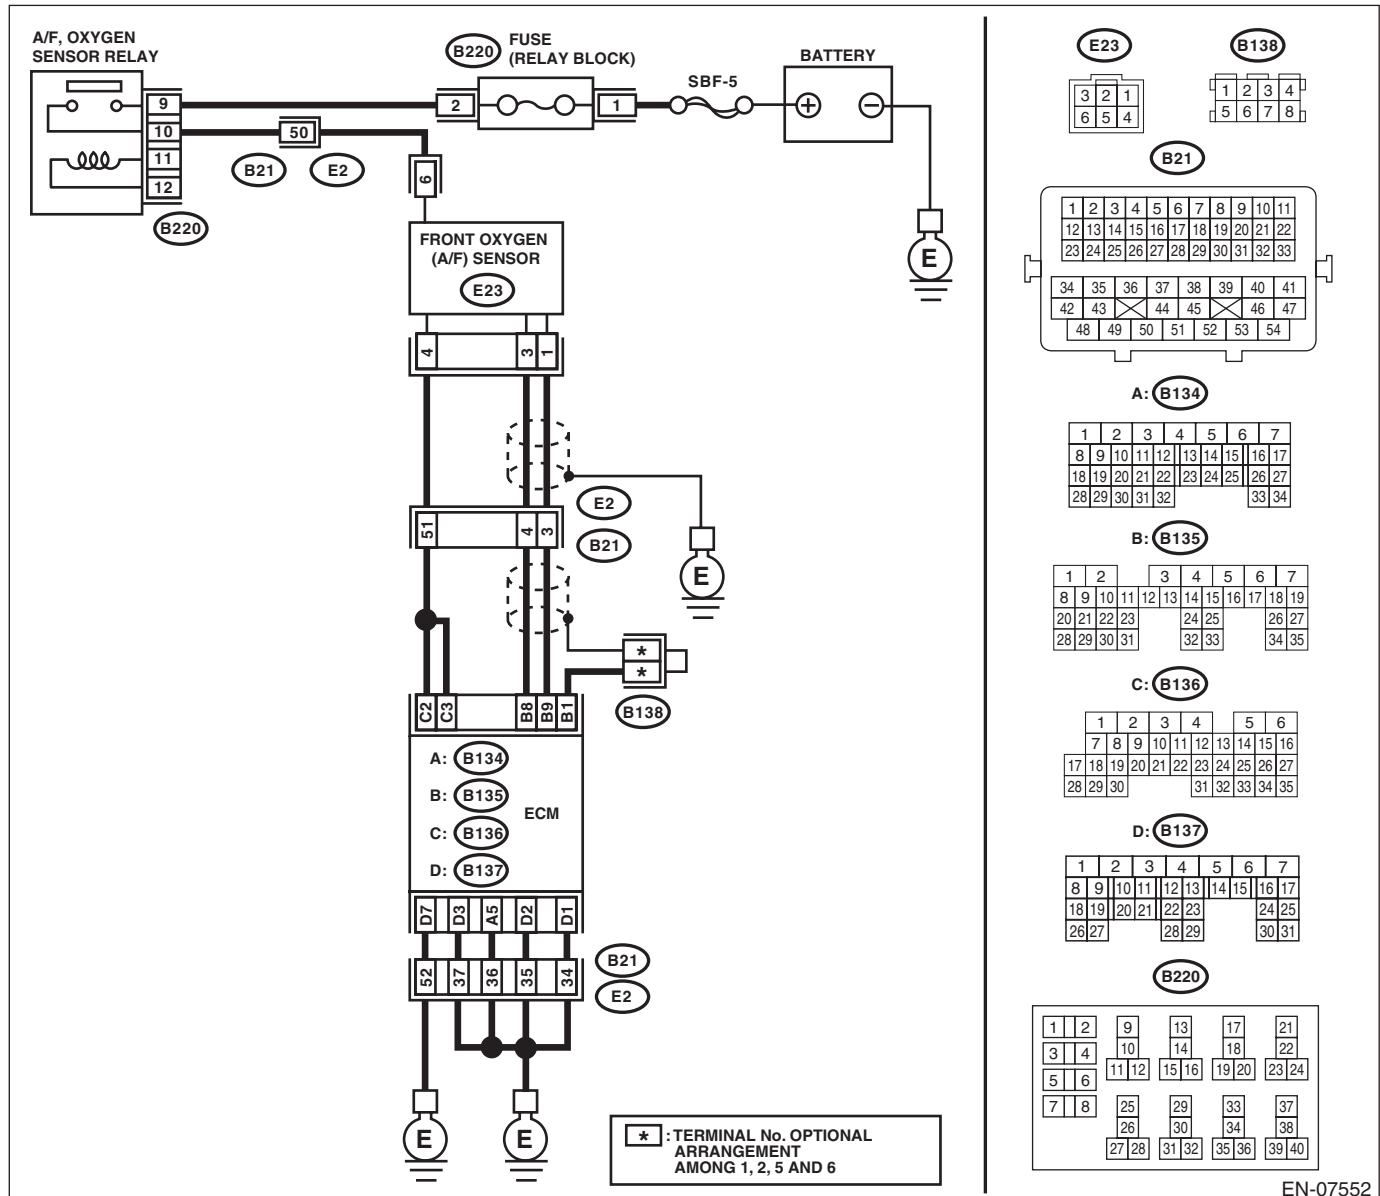 A/F, OXYGEN
SENSOR RELAY
9
10
11
12
B220
B220
FUSE
(RELAY BLOCK)
2
1
SBF-5
BATTERY
+
−
E
50
B21
E2
6
FRONT OXYGEN
(A/F) SENSOR
E23
4
3
1
E2
B21
E
51
4
3
*
*
B138
C2
C3
B8
B9
B1
A: B134
B: B135
C: B136
D: B137
ECM
D7
D3
A5
D2
D1
B21
E2
52
37
36
35
34
E
E
* : TERMINAL No. OPTIONAL
ARRANGEMENT
AMONG 1, 2, 5 AND 6
E23
3 2 1
6 5 4
B138
1 2 3 4
5 6 7 8
B21
1 2 3 4 5 6 7 8 9 10 11
12 13 14 15 16 17 18 19 20 21 22
23 24 25 26 27 28 29 30 31 32 33
34 35 36 37 38 39 40 41
42 43 44 45 46 47
48 49 50 51 52 53 54
A: B134
1 2 3 4 5 6 7
8 9 10 11 12 13 14 15 16 17
18 19 20 21 22 23 24 25 26 27
28 29 30 31 32 33 34
B: B135
1 2 3 4 5 6 7
8 9 10 11 12 13 14 15 16 17 18 19
20 21 22 23 24 25 26 27
28 29 30 31 32 33 34 35
C: B136
1 2 3 4 5 6
7 8 9 10 11 12 13 14 15 16
17 18 19 20 21 22 23 24 25 26 27
28 29 30 31 32 33 34 35
D: B137
1 2 3 4 5 6 7
8 9 10 11 12 13 14 15 16 17
18 19 20 21 22 23 24 25
26 27 28 29 30 31
B220
1 2 9 13 17 21
3 4 10 14 18 22
5 6 11 12 15 16 19 20 23 24
7 8 25 29 33 37
26 30 34 38
27 28 31 32 35 36 39 40
EN-07552